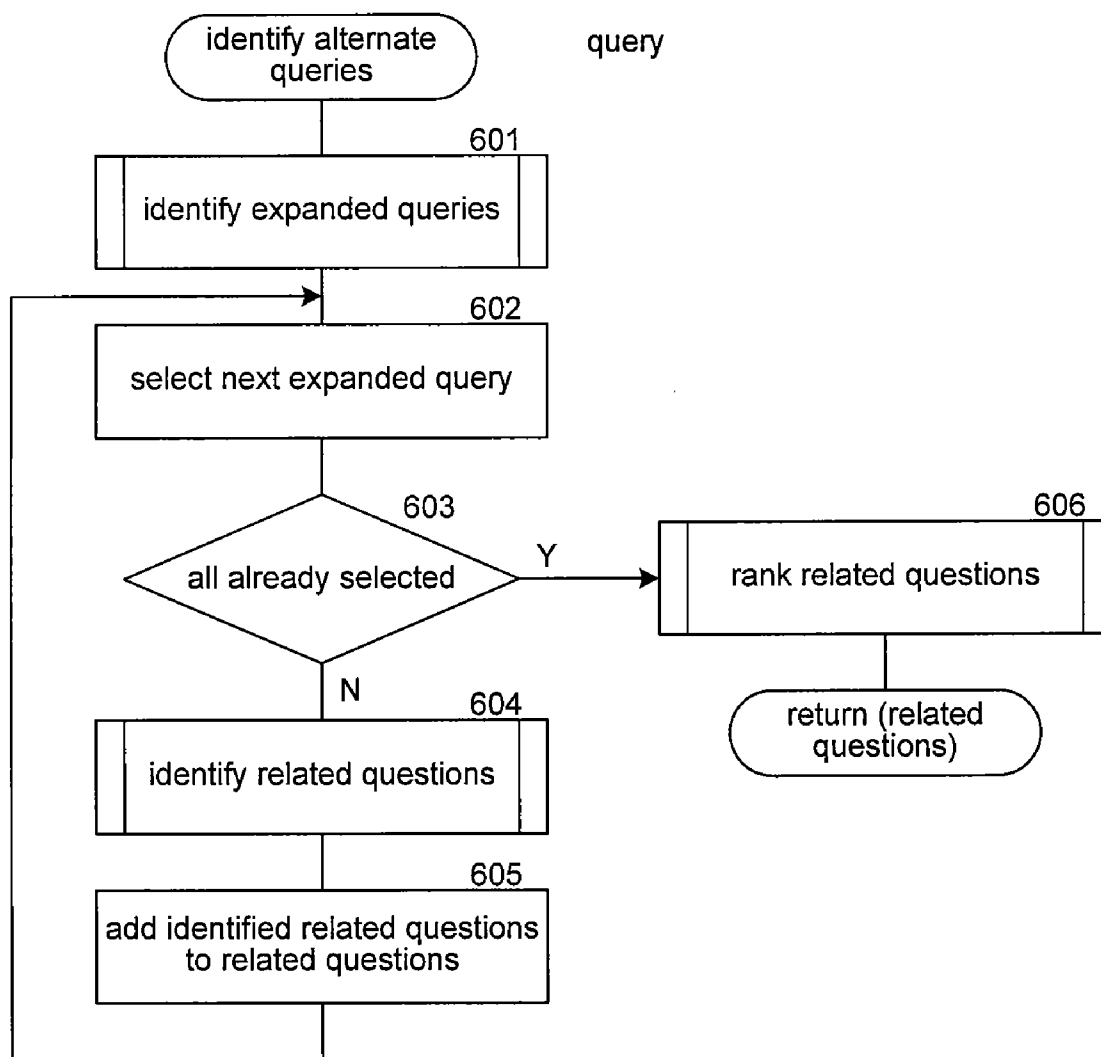 identify alternate
queries
query
601
identify expanded queries
602
select next expanded query
603
all already selected
Y
606
rank related questions
N
return (related
questions)
604
identify related questions
605
add identified related questions
to related questions